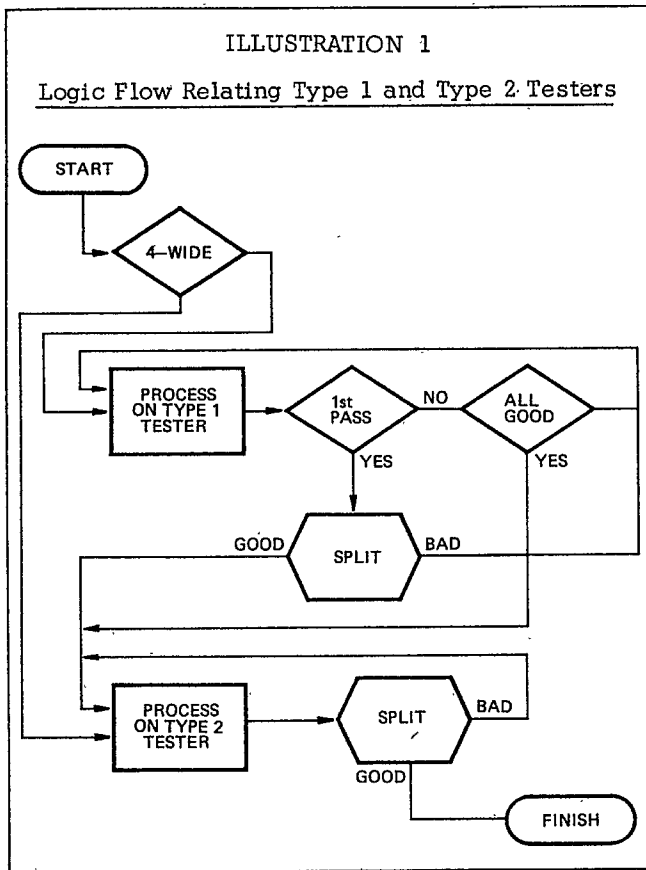 ILLUSTRATION 1
Logic Flow Relating Type 1 and Type 2 Testers
START
4-WIDE
PROCESS
ON TYPE 1
TESTER
1st
PASS
NO
ALL
GOOD
YES
YES
GOOD
SPLIT
BAD
PROCESS
ON TYPE 2
TESTER
SPLIT
BAD
GOOD
FINISH